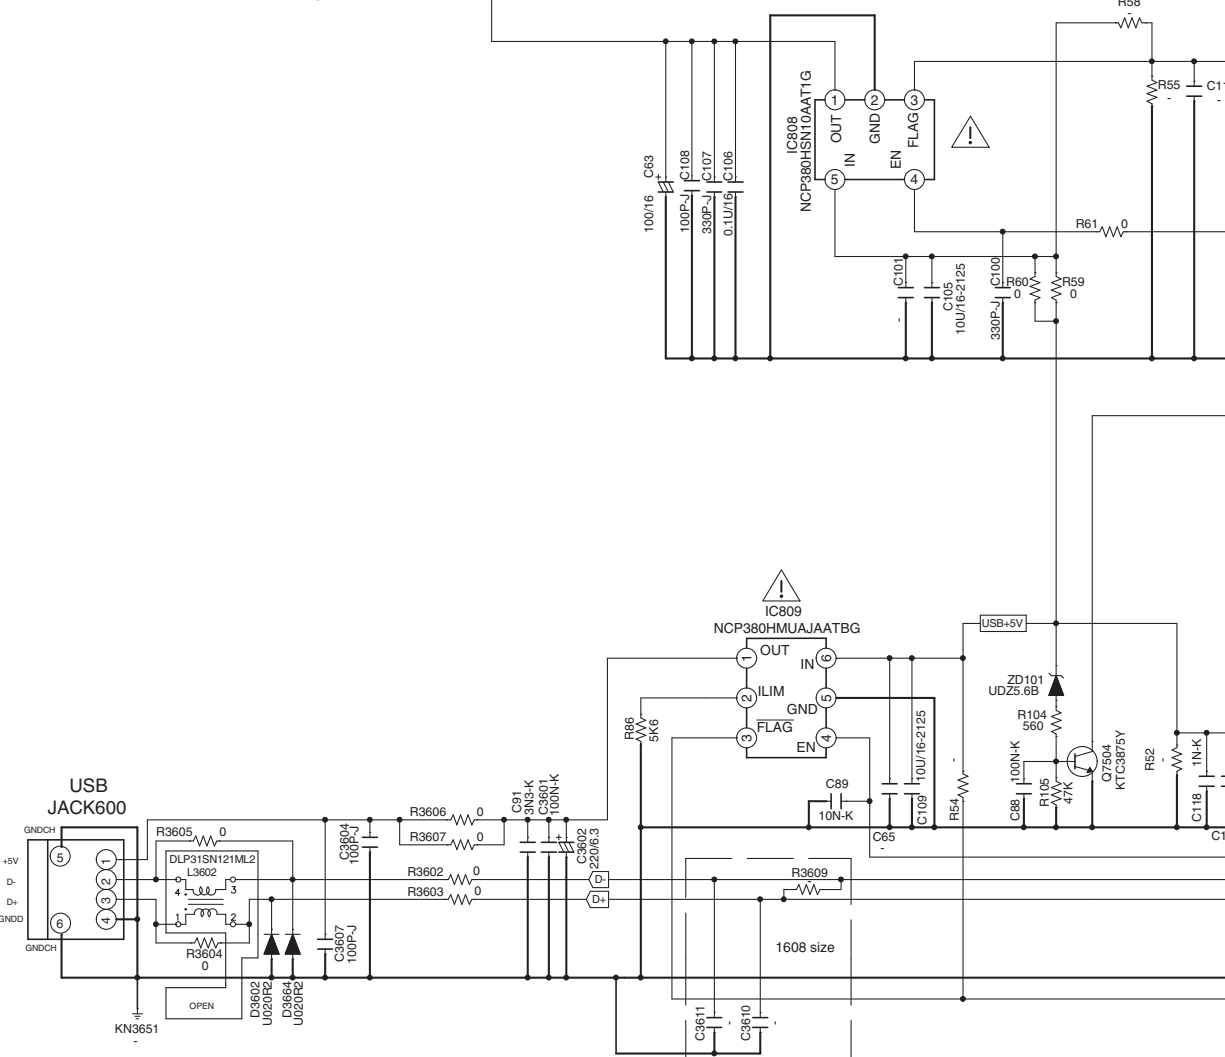 R58
-
R55
-
C11
-
IC808
NCP380HSN10AAT1G
1
2
3
OUT
GND
FLAG
IN
EN
5
4
!
C63
+
100/16
C108
100P-J
C107
330P-J
C106
0.1U/16
R61 0
C101
-
C105
10U/16-2125
C100
330P-J
R60
0
R59
0
!
IC809
NCP380HMUAJAATBG
1
OUT
IN
6
2
ILIM
GND
5
3
FLAG
EN
4
R86
5K6
C89
10N-K
C65
-
C109
10U/16-2125
R54
-
USB+5V
ZD101
UDZ5.6B
R104
560
C88
100N-K
R105
47K
Q7504
KTC3875Y
R52
-
C118
1N-K
C1
USB
JACK600
GNDCH
+5V
D-
D+
GNDD
GNDCH
5
6
1
2
3
4
R3605 0
DLP31SN121ML2
L3602
4
3
1
2
R3604
0
OPEN
KN3651
-
D3602
U020R2
D3664
U020R2
C3604
100P-J
C3607
100P-J
R3606 0
R3607 0
R3602 0
R3603 0
C91
3N3-K
C3601
100N-K
+
C3602
220/6.3
D-
D+
R3609
-
1608 size
C3611
-
C3610
-